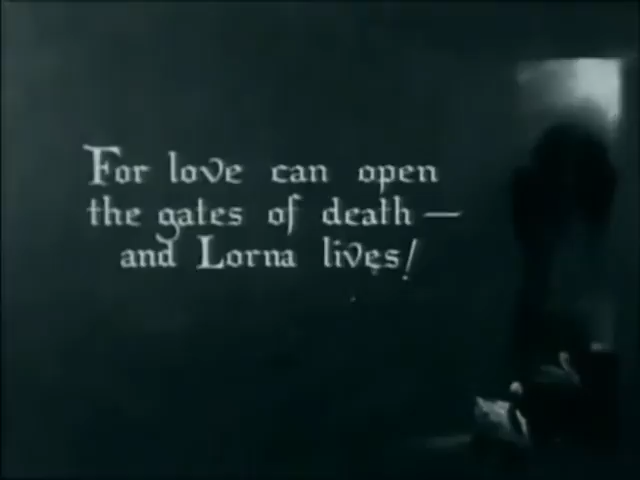 For love can open
the gates of death —
and Lorna lives!